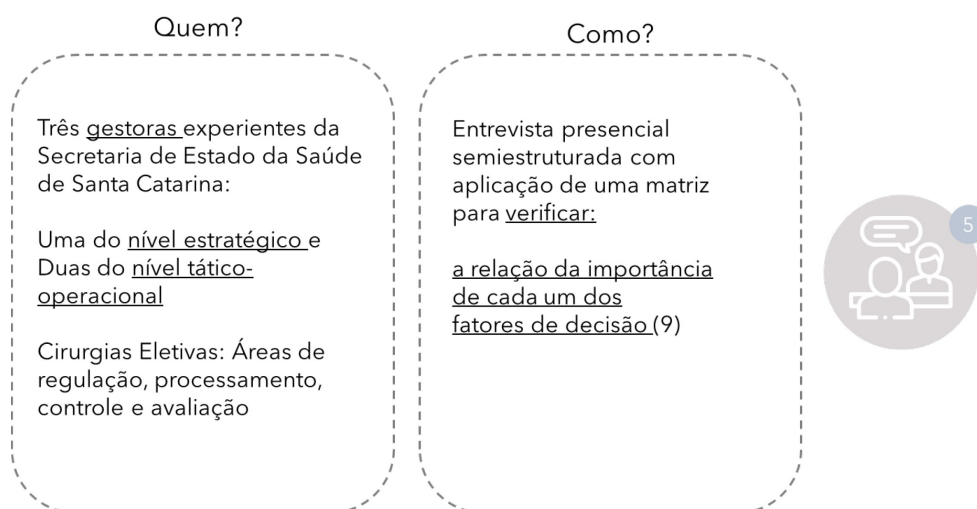 Quem?
Três gestoras experientes da
Secretaria de Estado da Saúde
de Santa Catarina:
Uma do nível estratégico e
Duas do nível tático-
operacional
Cirurgias Eletivas: Áreas de
regulação, processamento,
controle e avaliação
Como?
Entrevista presencial
semiestruturada com
aplicação de uma matriz
para verificar:
a relação da importância
de cada um dos
fatores de decisão (9)
5